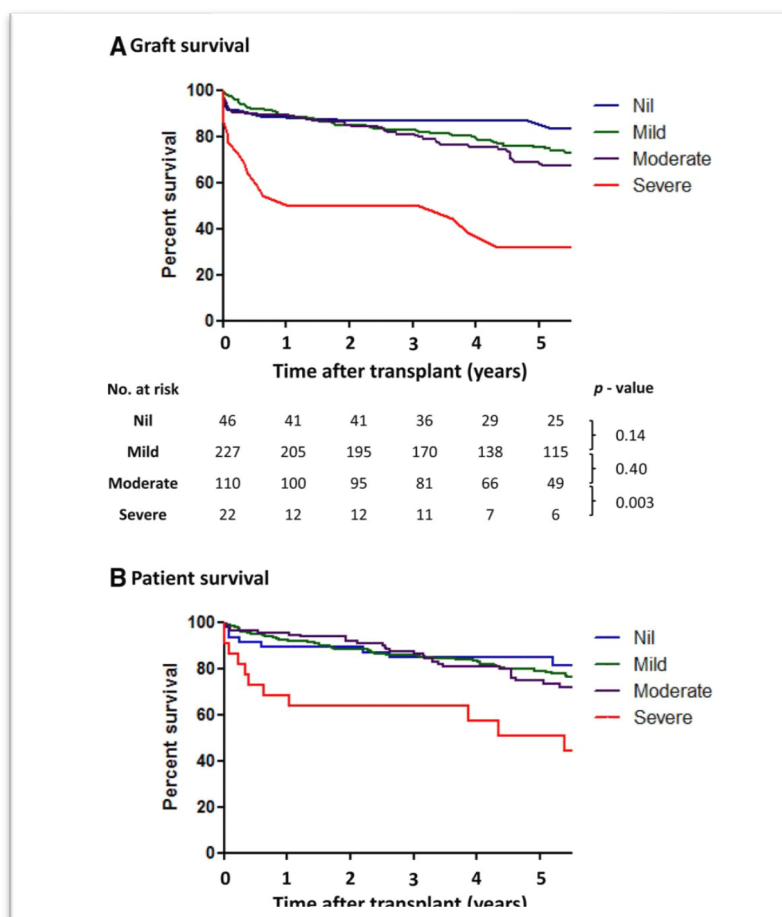 A Graft survival
100
80
60
40
20
0
Percent survival
Nil
Mild
Moderate
Severe
0 1 2 3 4 5
Time after transplant (years)
No. at risk p - value
Nil 46 41 41 36 29 25
0.14
Mild 227 205 195 170 138 115
0.40
Moderate 110 100 95 81 66 49
0.003
Severe 22 12 12 11 7 6
B Patient survival
100
80
60
40
20
0
Percent survival
Nil
Mild
Moderate
Severe
0 1 2 3 4 5
Time after transplant (years)